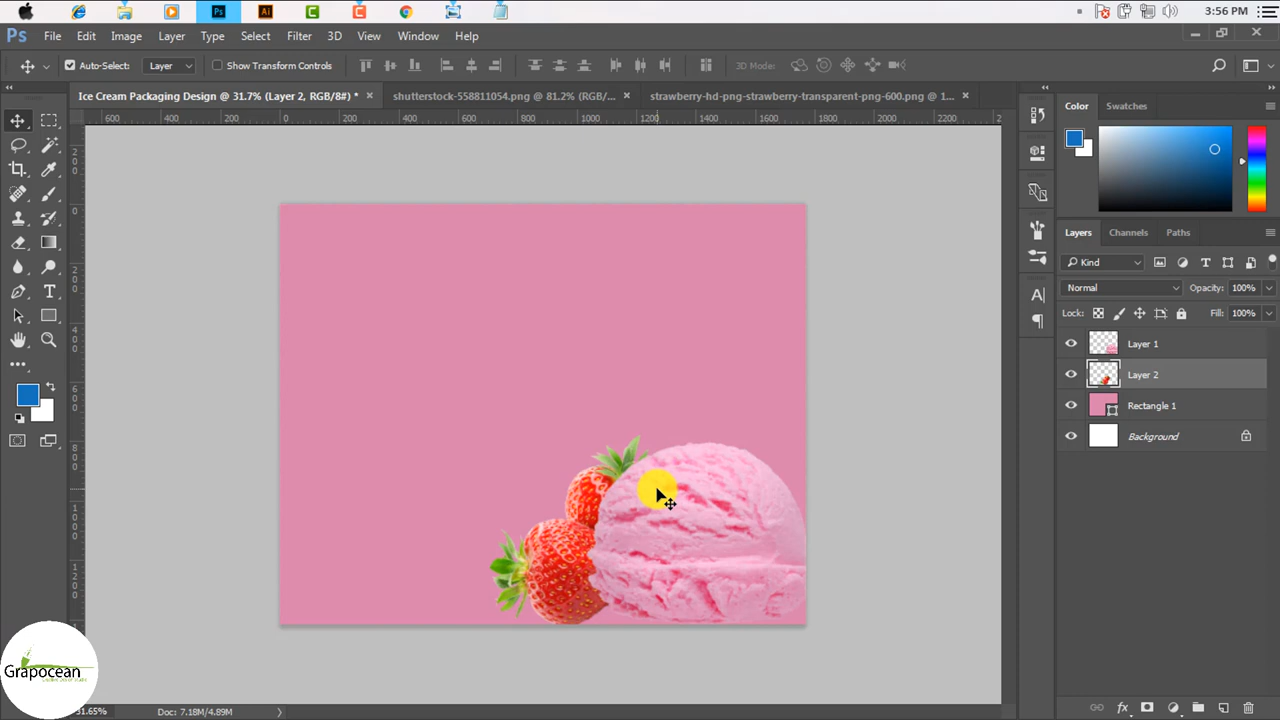 3:56 PM
Ps File Edit Image Layer Type Select Filter 3D View Window Help
Auto-Select: Layer Show Transform Controls 3D Mode:
Ice Cream Packaging Design @ 31.7% (Layer 2, RGB/8#) * × shutterstock-558811054.png @ 81.2% (RGB/... × strawberry-hd-png-strawberry-transparent-png-600.png @ 1... ×
600 400 200 0 200 400 600 800 1000 1200 1400 1600 1800 2000 2200
Color Swatches
Layers Channels Paths
Kind
Normal Opacity: 100%
Lock: Fill: 100%
Layer 1
Layer 2
Rectangle 1
Background
Grapocean
31.65% Doc: 7.18M/4.89M